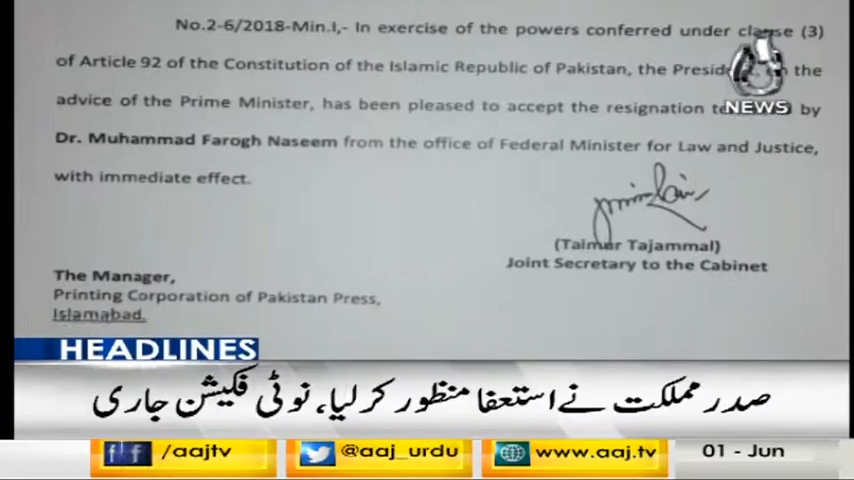 No.2-6/2018-Min.I,- In exercise of the powers conferred under clause (3)
of Article 92 of the Constitution of the Islamic Republic of Pakistan, the the
advice of the Prime Minister, has been pleased to accept the resignation by
Dr. Muhammad Farogh Naseem from the office of Federal Minister for Law and Justice,
with immediate effect.
NEWS
(Taimur Tajammal)
Joint Secretary to the Cabinet
The Manager,
Printing Corporation of Pakistan Press,
Islamabad.
HEADLINES
صدر مملکت نے استعفا منظور کرلیا، نوٹی فکیشن جاری
/aajtv
@aaj_urdu
www.aaj.tv
01 - Jun